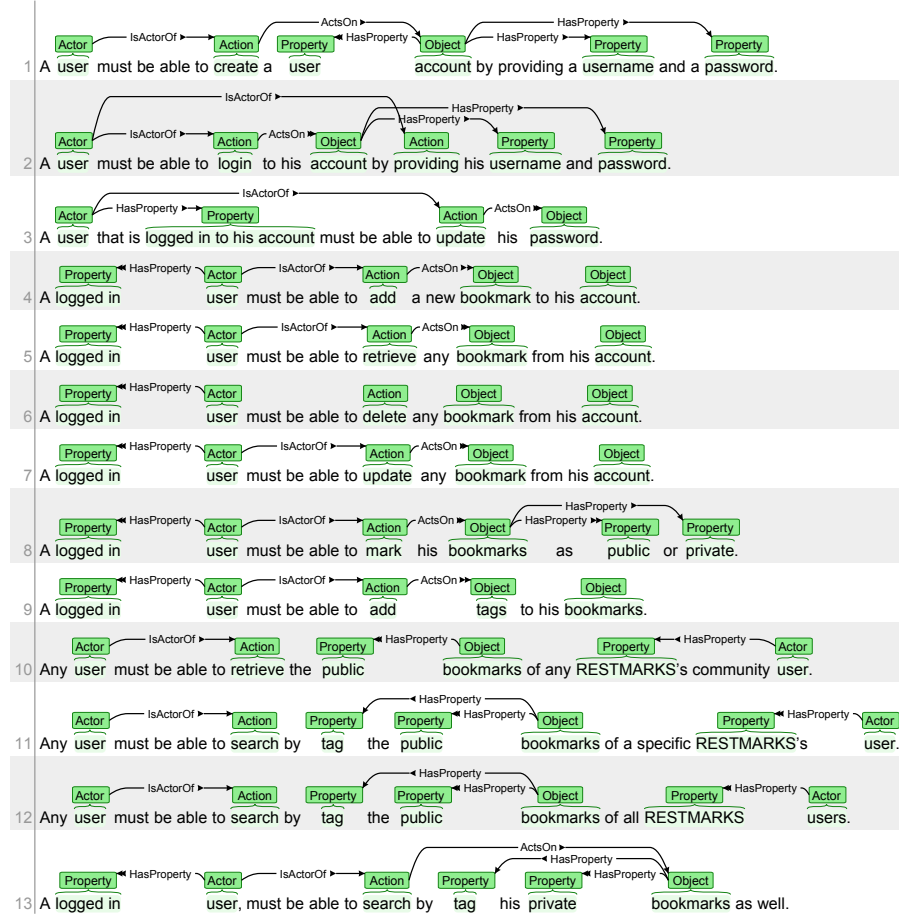 ActsOn
Actor IsActorOf Action Property HasProperty Object HasProperty Property Property
HasProperty
1 A user must be able to create a user account by providing a username and a password.
IsActorOf
HasProperty
HasProperty
Actor IsActorOf Action ActsOn Object Action Property Property
2 A user must be able to login to his account by providing his username and password.
IsActorOf
Actor HasProperty Property Action ActsOn Object
3 A user that is logged in to his account must be able to update his password.
Property HasProperty Actor IsActorOf Action ActsOn Object Object
4 A logged in user must be able to add a new bookmark to his account.
Property HasProperty Actor IsActorOf Action ActsOn Object Object
5 A logged in user must be able to retrieve any bookmark from his account.
Property HasProperty Actor Action Object Object
6 A logged in user must be able to delete any bookmark from his account.
Property HasProperty Actor IsActorOf Action ActsOn Object Object
7 A logged in user must be able to update any bookmark from his account.
HasProperty
Property HasProperty Actor IsActorOf Action ActsOn Object HasProperty Property Property
8 A logged in user must be able to mark his bookmarks as public or private.
Property HasProperty Actor IsActorOf Action ActsOn Object Object
9 A logged in user must be able to add tags to his bookmarks.
Actor IsActorOf Action Property HasProperty Object Property HasProperty Actor
10 Any user must be able to retrieve the public bookmarks of any RESTMARKS's community user.
HasProperty
Actor IsActorOf Action Property Property HasProperty Object Property HasProperty Actor
11 Any user must be able to search by tag the public bookmarks of a specific RESTMARKS's user.
HasProperty
Actor IsActorOf Action Property Property HasProperty Object Property HasProperty Actor
12 Any user must be able to search by tag the public bookmarks of all RESTMARKS users.
ActsOn
HasProperty
Property HasProperty Actor IsActorOf Action Property Property HasProperty Object
13 A logged in user, must be able to search by tag his private bookmarks as well.